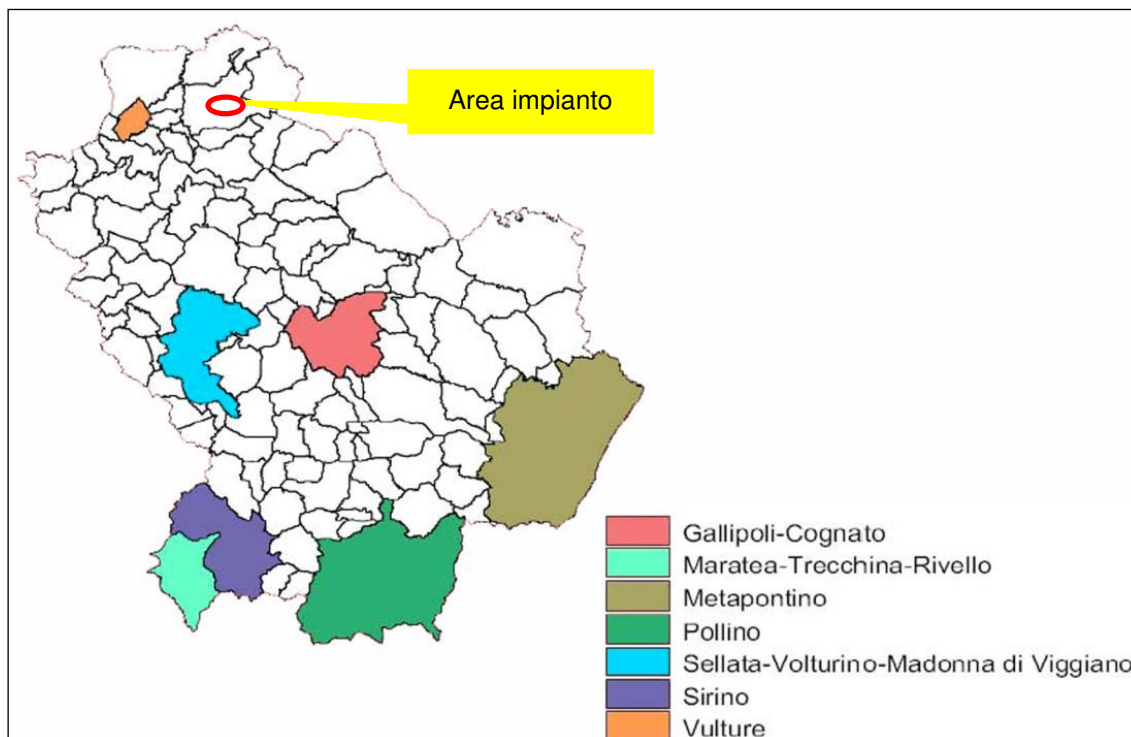 Area impianto
Gallipoli-Cognato
Maratea-Trecchina-Rivello
Metapontino
Pollino
Sellata-Volturino-Madonna di Viggiano
Sirino
Vulture